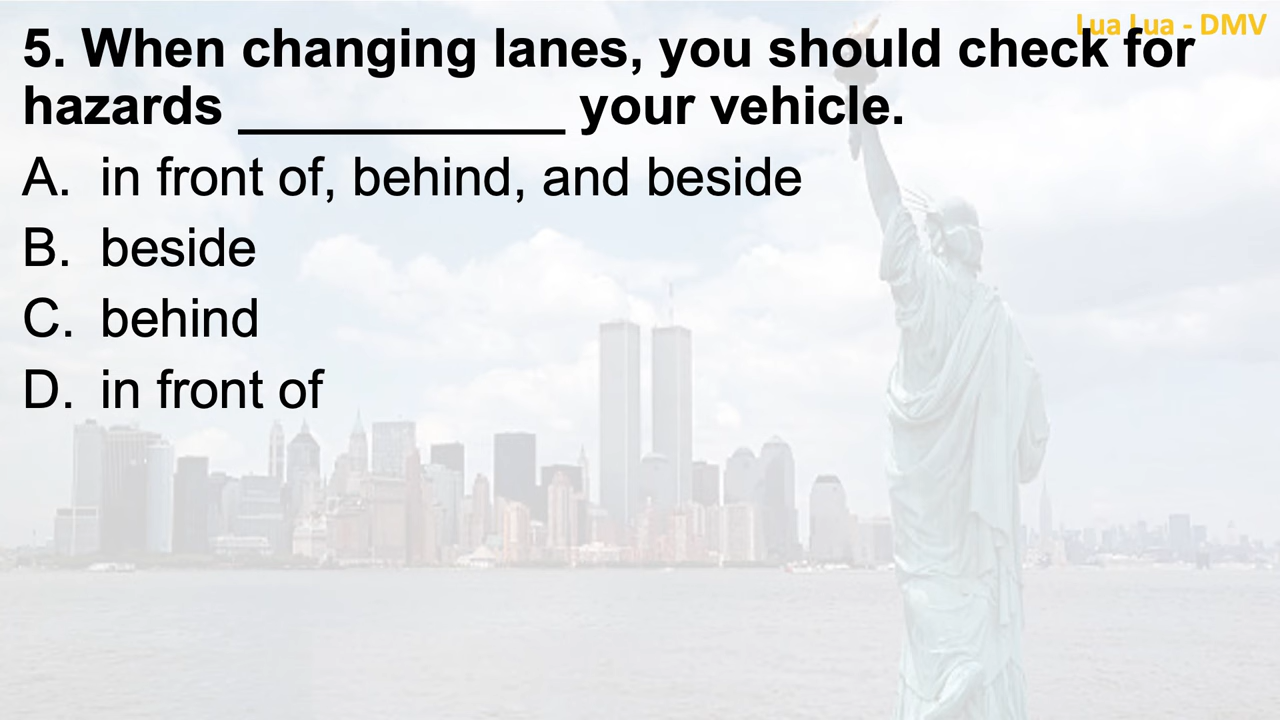 Lua Lua - DMV
5. When changing lanes, you should check for
hazards ____________ your vehicle.
A. in front of, behind, and beside
B. beside
C. behind
D. in front of